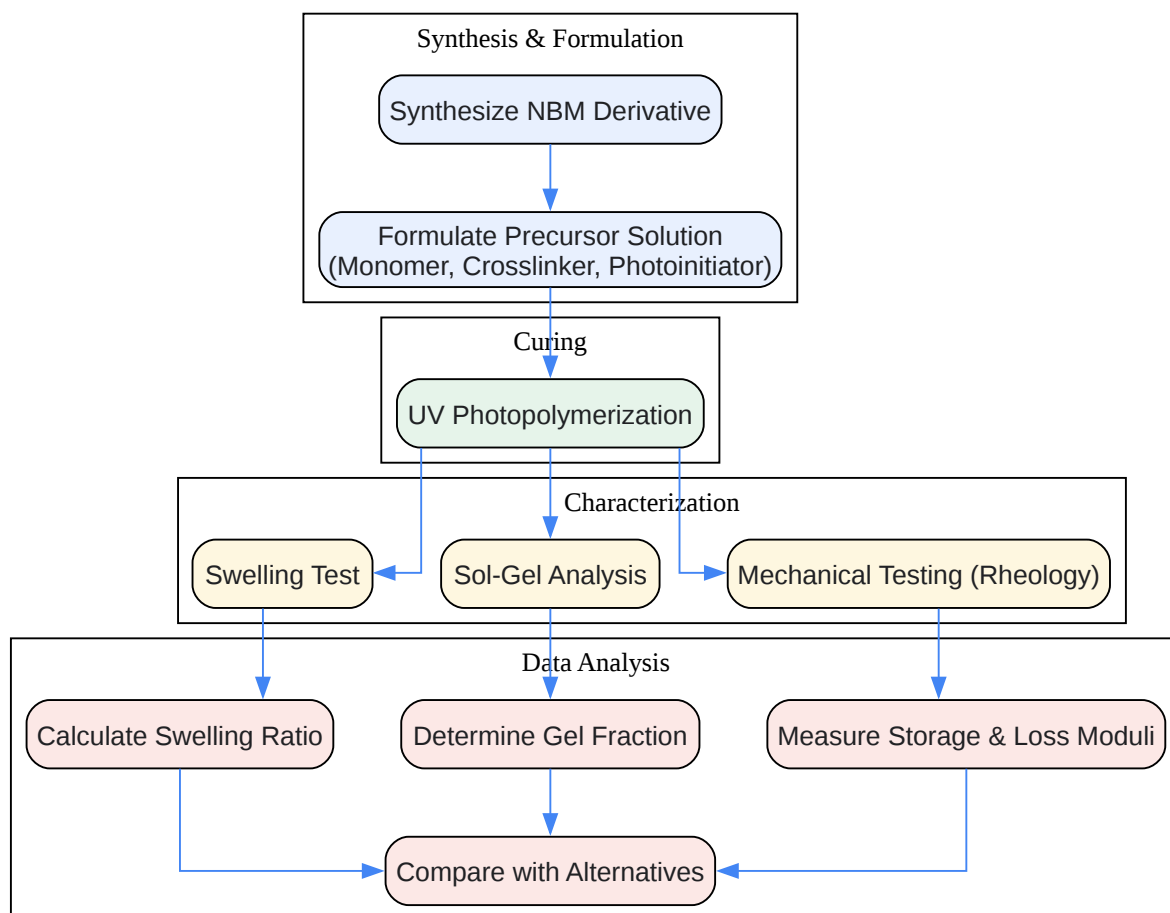 Synthesis & Formulation
Synthesize NBM Derivative
Formulate Precursor Solution
(Monomer, Crosslinker, Photoinitiator)
Curing
UV Photopolymerization
Characterization
Swelling Test
Sol-Gel Analysis
Mechanical Testing (Rheology)
Data Analysis
Calculate Swelling Ratio
Determine Gel Fraction
Measure Storage & Loss Moduli
Compare with Alternatives